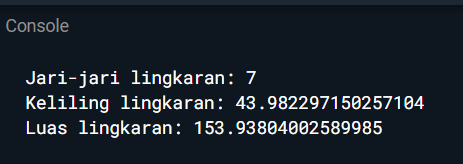 Console
Jari-jari lingkaran: 7
Keliling lingkaran: 43.982297150257104
Luas lingkaran: 153.93804002589985